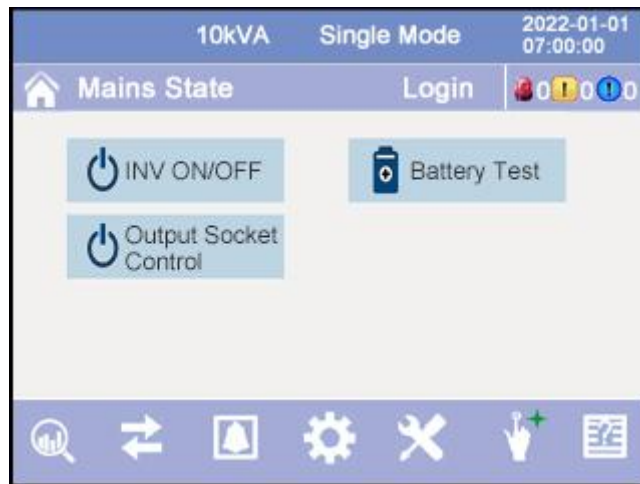 10kVA Single Mode 2022-01-01
07:00:00
Mains State Login 0 0 0
INV ON/OFF Battery Test
Output Socket
Control